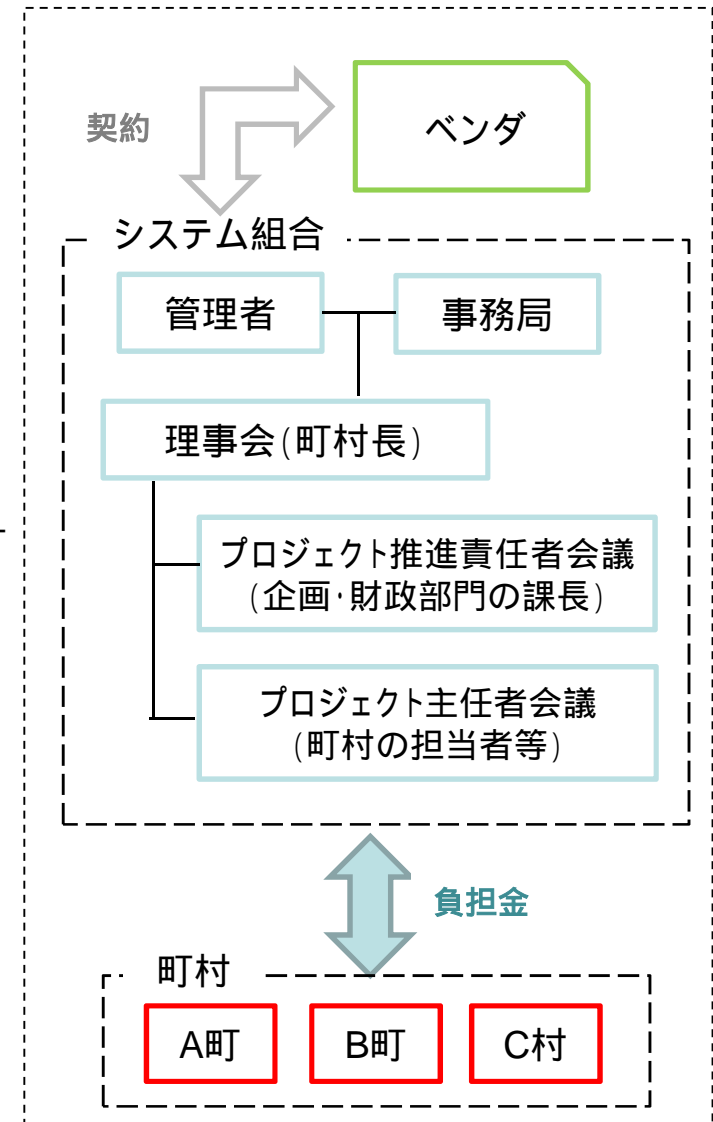 契約
ベンダ
システム組合
管理者
事務局
理事会(町村長)
プロジェクト推進責任者会議
(企画・財政部門の課長)
プロジェクト主任者会議
(町村の担当者等)
負担金
町村
A町
B町
C村